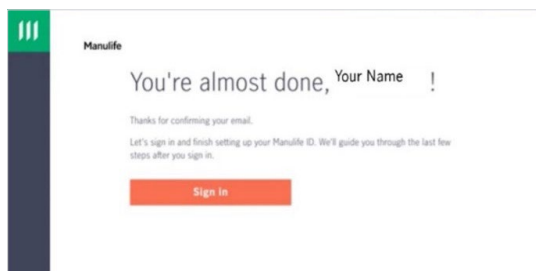 Manulife
You're almost done, Your Name !
Thanks for confirming your email.
Let's sign in and finish setting up your Manulife ID. We'll guide you through the last few
steps after you sign in.
Sign in